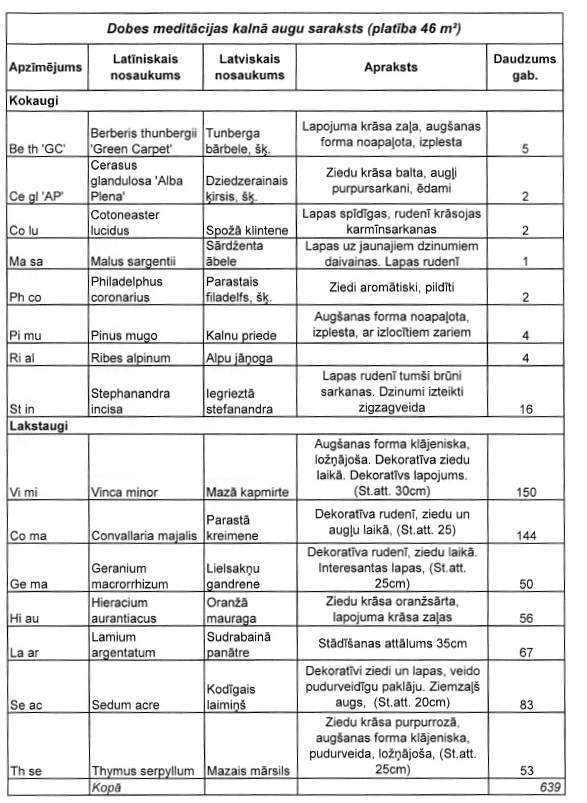 Dobes meditācijas kalnā augu saraksts (platība 46 m²)
Apzīmējums Latīniskais nosaukums Latviskais nosaukums Apraksts Daudzums gab.
Kokaugi
Be th 'GC' Berberis thunbergii 'Green Carpet' Tunberga bārbele, šķ. Lapojuma krāsa zaļa, augšanas forma noapaļota, izplesta 5
Ce gl 'AP' Cerasus glandulosa 'Alba Plena' Dziedzerainais ķirsis, šķ. Ziedu krāsa balta, augļi purpursarkani, ēdami 2
Co lu Cotoneaster lucidus Spožā klintene Lapas spīdīgas, rudenī krāsojas karmīnsarkanas 2
Ma sa Malus sargentii Sārdženta ābele Lapas uz jaunajiem dzinumiem daivainas. Lapas rudenī 1
Ph co Philadelphus coronarius Parastais filadelfs, šķ. Ziedi aromātiski, pildīti 2
Pi mu Pinus mugo Kalnu priede Augšanas forma noapaļota, izplesta, ar izlocītiem zariem 4
Ri al Ribes alpinum Alpu jāņoga 4
St in Stephanandra incisa Iegrieztā stefanandra Lapas rudenī tumši brūni sarkanas. Dzinumi izteikti zigzagveida 16
Lakstaugi
Vi mi Vinca minor Mazā kapmirte Augšanas forma klājeniska, ložņājoša. Dekoratīva ziedu laikā. Dekoratīvs lapojums. (St.att. 30cm) 150
Co ma Convallaria majalis Parastā kreimene Dekoratīva rudenī, ziedu un augļu laikā, (St.att. 25) 144
Ge ma Geranium macrorrhizum Lielsakņu gandrene Dekoratīva rudenī, ziedu laikā. Interesantas lapas, (St.att. 25cm) 50
Hi au Hieracium aurantiacus Oranžā mauraga Ziedu krāsa oranžsārta, lapojuma krāsa zaļas 56
La ar Lamium argentatum Sudrabainā panātre Stādīšanas attālums 35cm 67
Se ac Sedum acre Kodīgais laimiņš Dekoratīvi ziedi un lapas, veido pudurveidīgu paklāju. Ziemzaļš augs, (St.att. 20cm) 83
Th se Thymus serpyllum Mazais mārsils Ziedu krāsa purpurrozā, augšanas forma klājeniska, pudurveida, ložņājoša, (St.att. 25cm) 53
Kopā 639